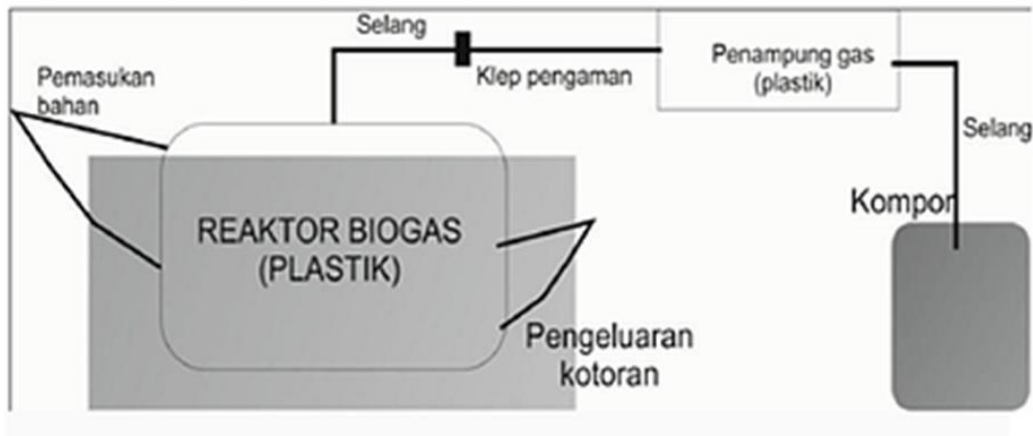 Selang
Pemasukan
bahan
Klep pengaman
Penampung gas
(plastik)
Selang
Kompor
REAKTOR BIOGAS
(PLASTIK)
Pengeluaran
kotoran